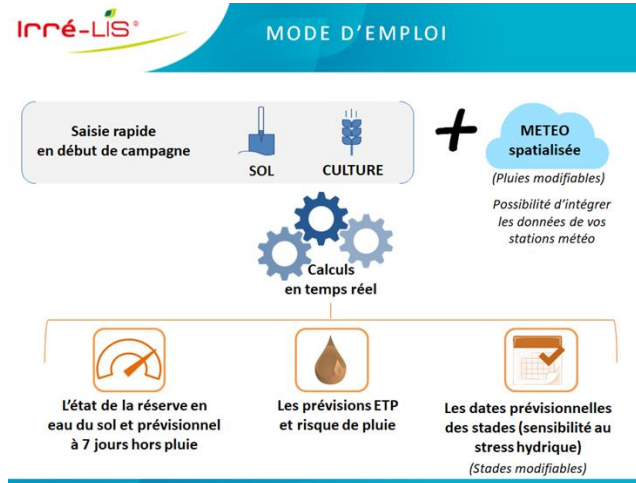 Irré-LIS®
MODE D'EMPLOI
Saisie rapide
en début de campagne
SOL
CULTURE
METEO
spatialisée
(Pluies modifiables)
Possibilité d'intégrer
les données de vos
stations météo
Calculs
en temps réel
L'état de la réserve en
eau du sol et prévisionnel
à 7 jours hors pluie
Les prévisions ETP
et risque de pluie
Les dates prévisionnelles
des stades (sensibilité au
stress hydrique)
(Stades modifiables)